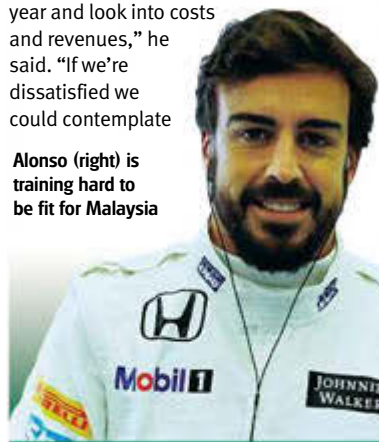 year and look into costs
and revenues,” he
said. “If we’re
dissatisfied we
could contemplate
Alonso (right) is
training hard to
be fit for Malaysia
Mobil 1
JOHNNIE
WALKER
PIRELLI